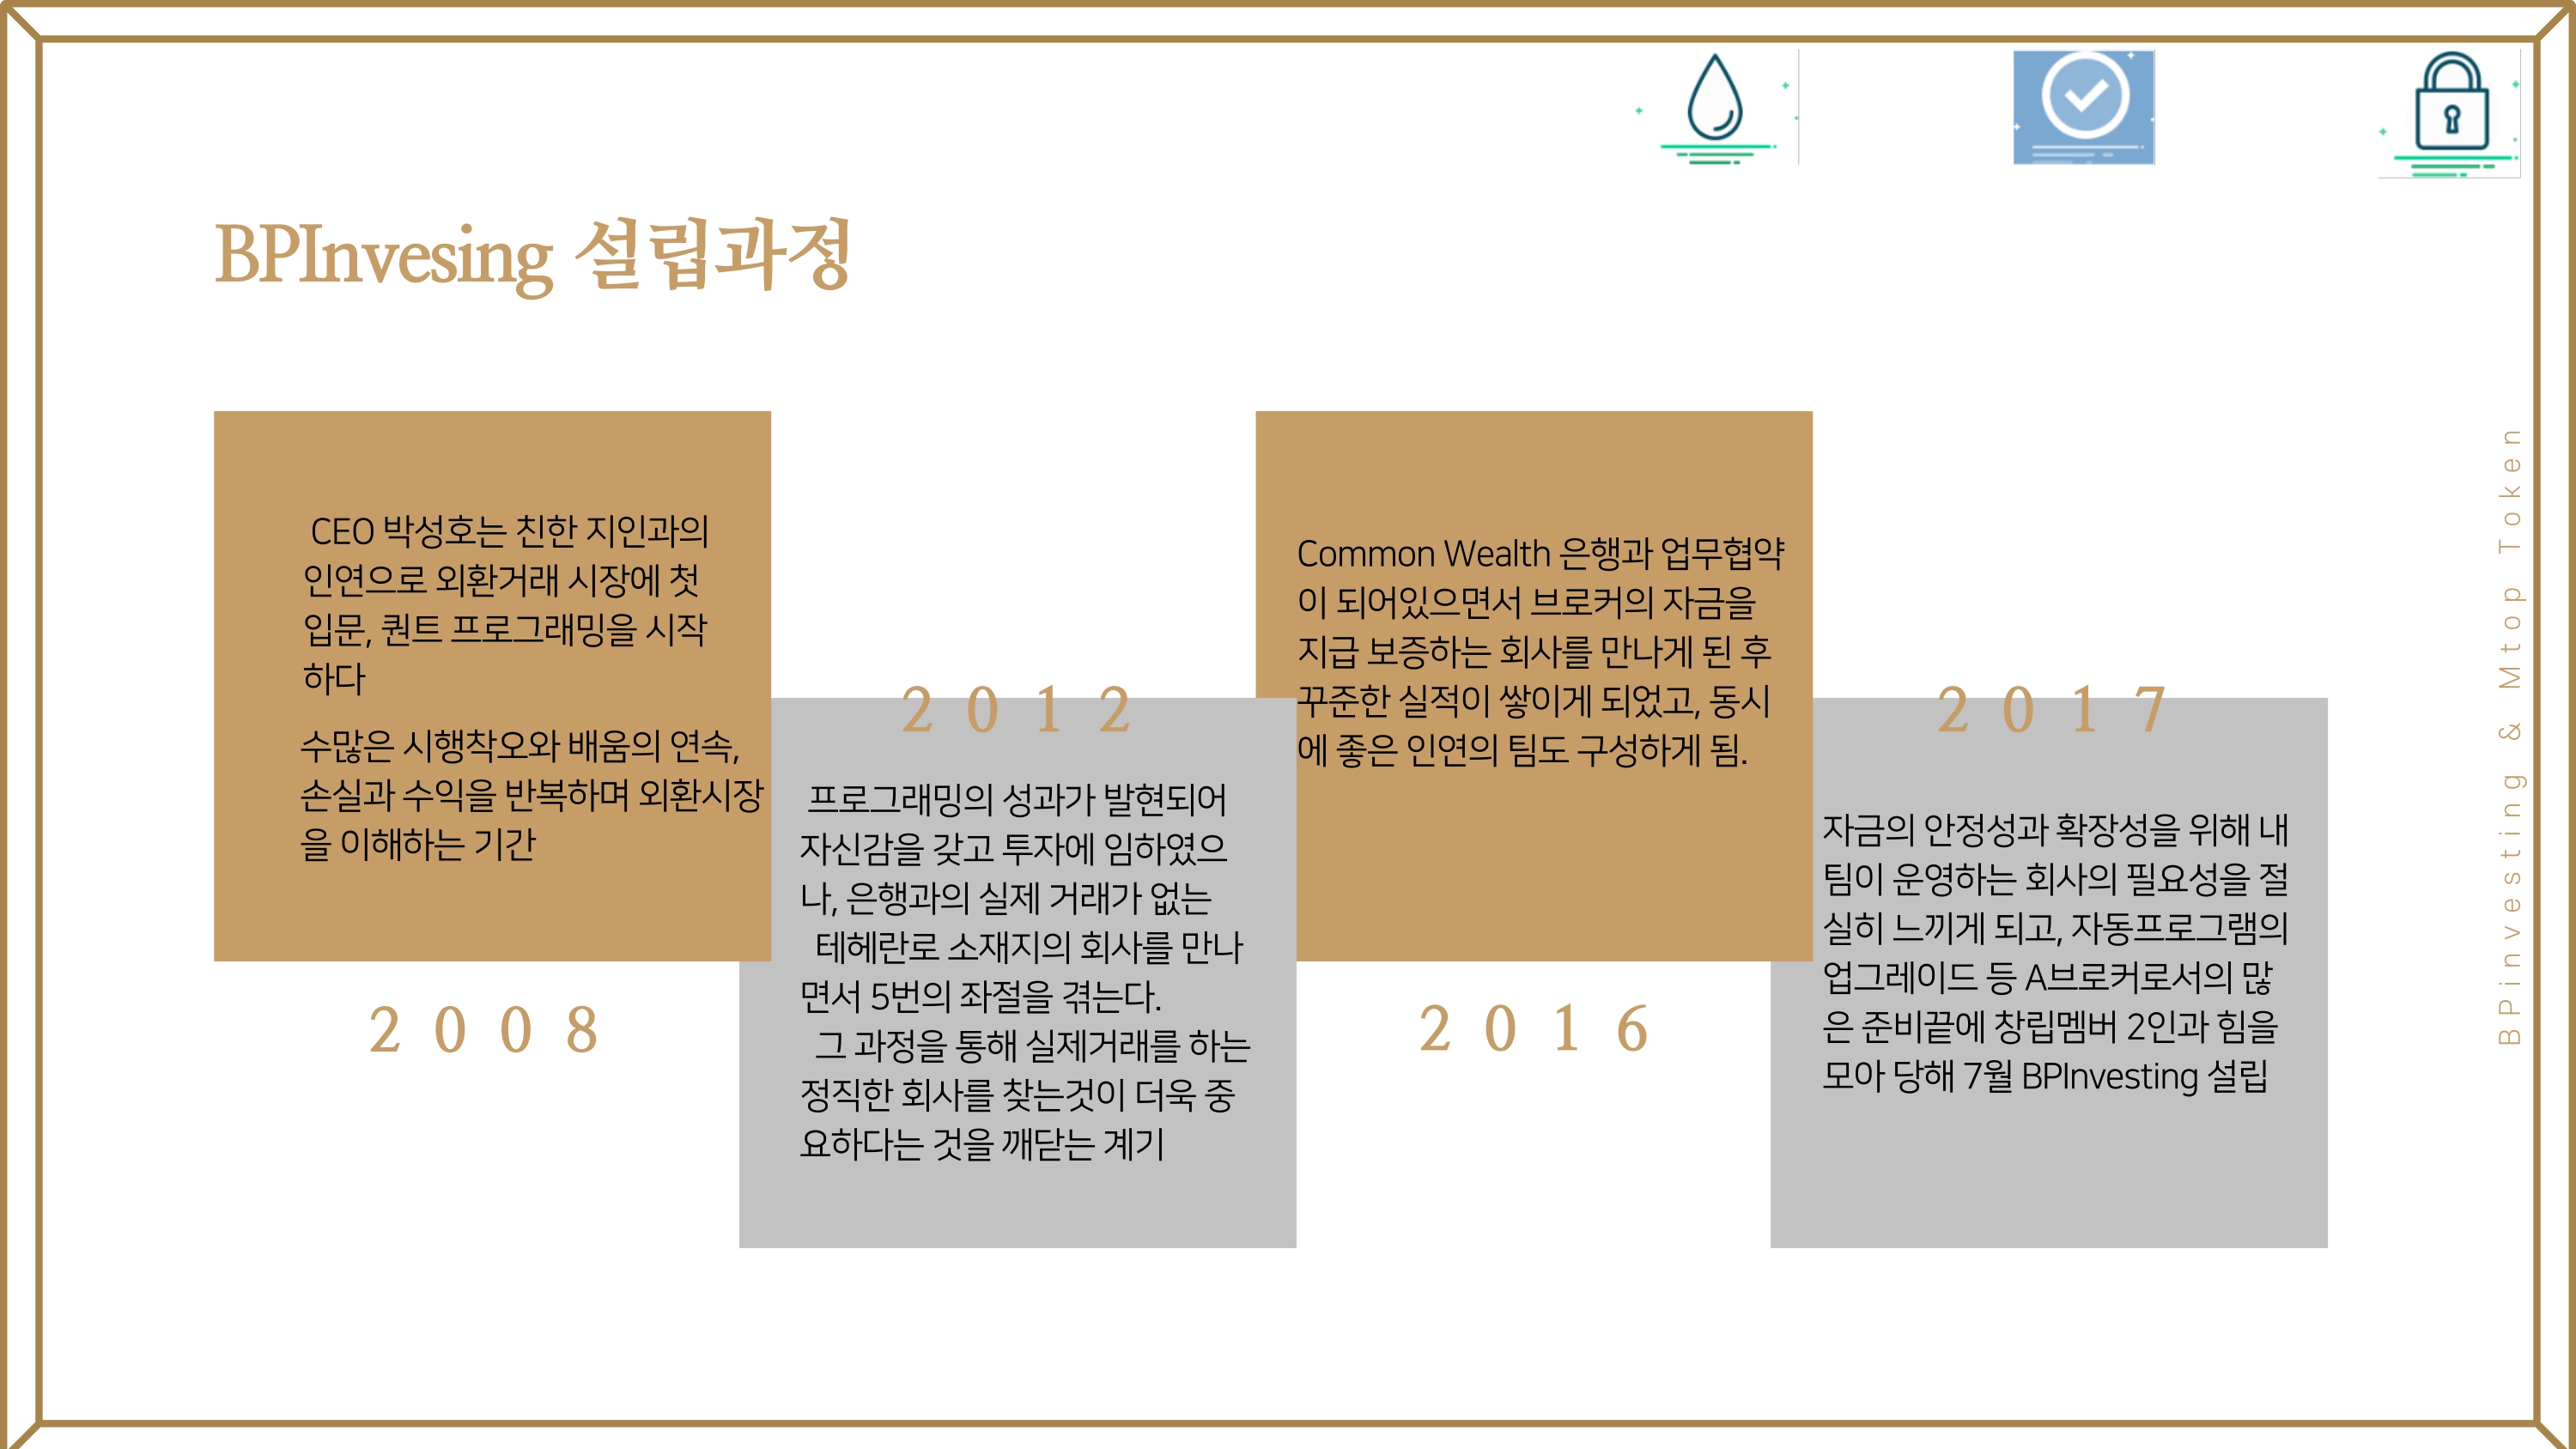 BPInvesing 설립과정
CEO 박성호는 친한 지인과의
인연으로 외환거래 시장에 첫
입문, 퀀트 프로그래밍을 시작
하다
수많은 시행착오와 배움의 연속,
손실과 수익을 반복하며 외환시장
을 이해하는 기간
2008
2012
프로그래밍의 성과가 발현되어
자신감을 갖고 투자에 임하였으
나, 은행과의 실제 거래가 없는
테헤란로 소재지의 회사를 만나
면서 5번의 좌절을 겪는다.
그 과정을 통해 실제거래를 하는
정직한 회사를 찾는것이 더욱 중
요하다는 것을 깨닫는 계기
Common Wealth 은행과 업무협약
이 되어있으면서 브로커의 자금을
지급 보증하는 회사를 만나게 된 후
꾸준한 실적이 쌓이게 되었고, 동시
에 좋은 인연의 팀도 구성하게 됨.
2016
2017
자금의 안정성과 확장성을 위해 내
팀이 운영하는 회사의 필요성을 절
실히 느끼게 되고, 자동프로그램의
업그레이드 등 A브로커로서의 많
은 준비끝에 창립멤버 2인과 힘을
모아 당해 7월 BPInvesting 설립
BPinvesting & Mtop Token